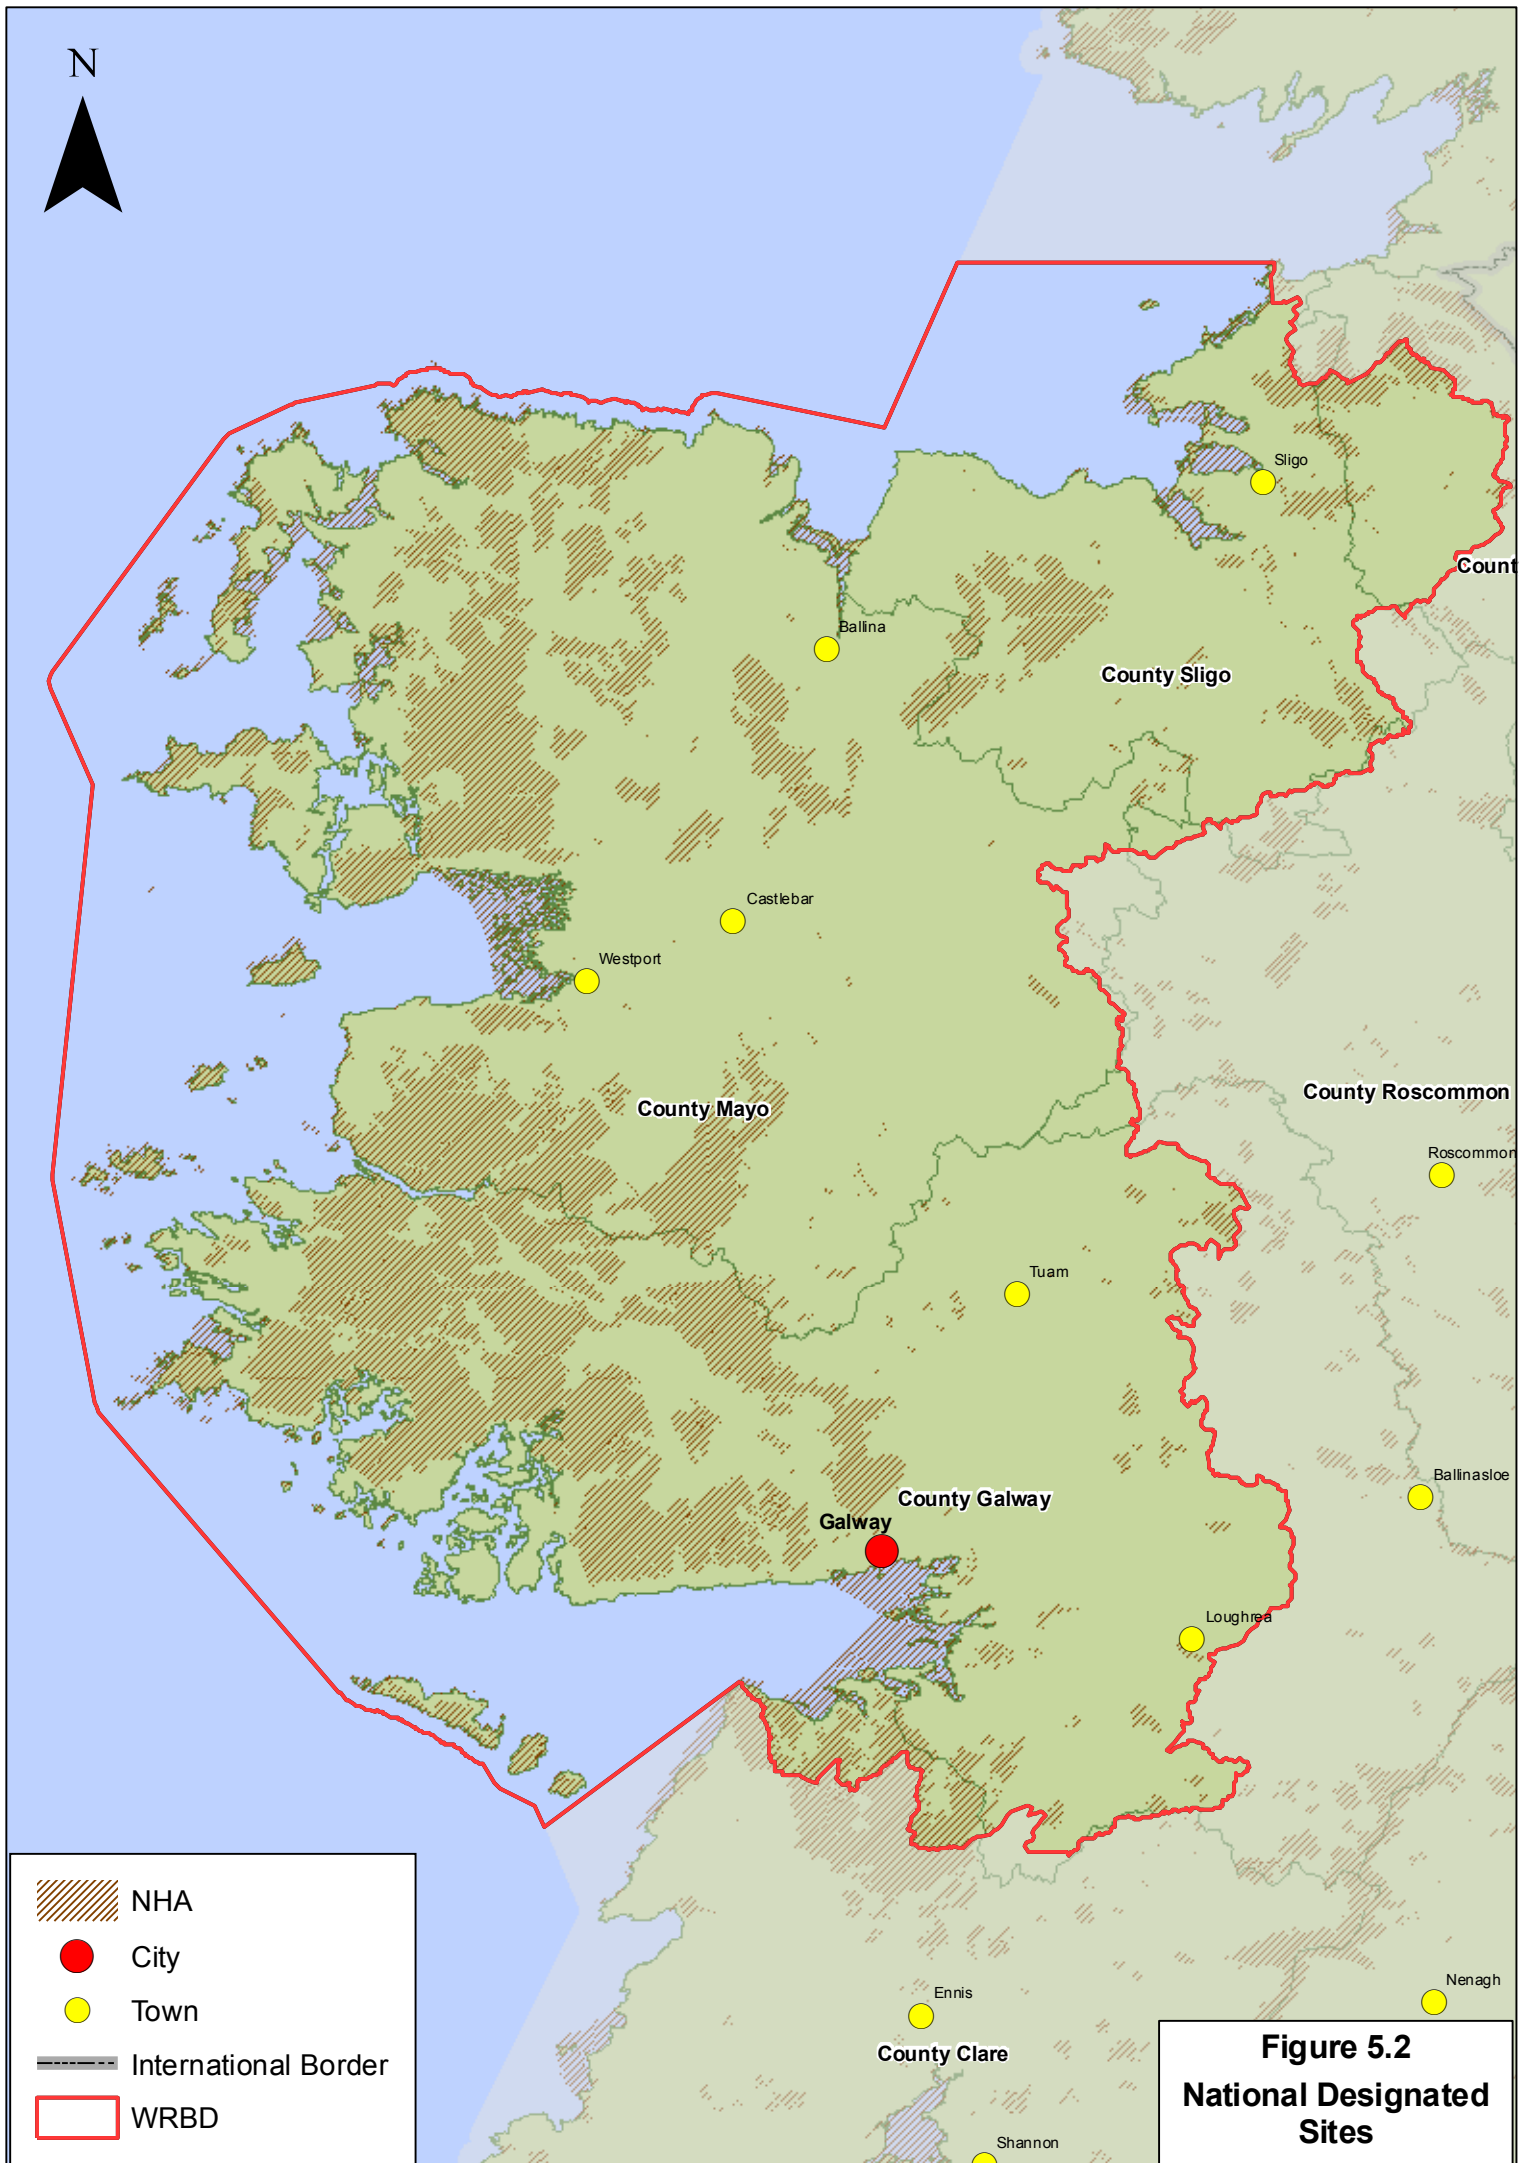 N
Sligo
Count
Ballina
County Sligo
Castlebar
Westport
County Roscommon
County Mayo
Roscommon
Tuam
Ballinasloe
County Galway
Galway
Loughrea
NHA
City
Town
International Border
WRBD
Ennis
Nenagh
County Clare
Shannon
Figure 5.2
National Designated
Sites